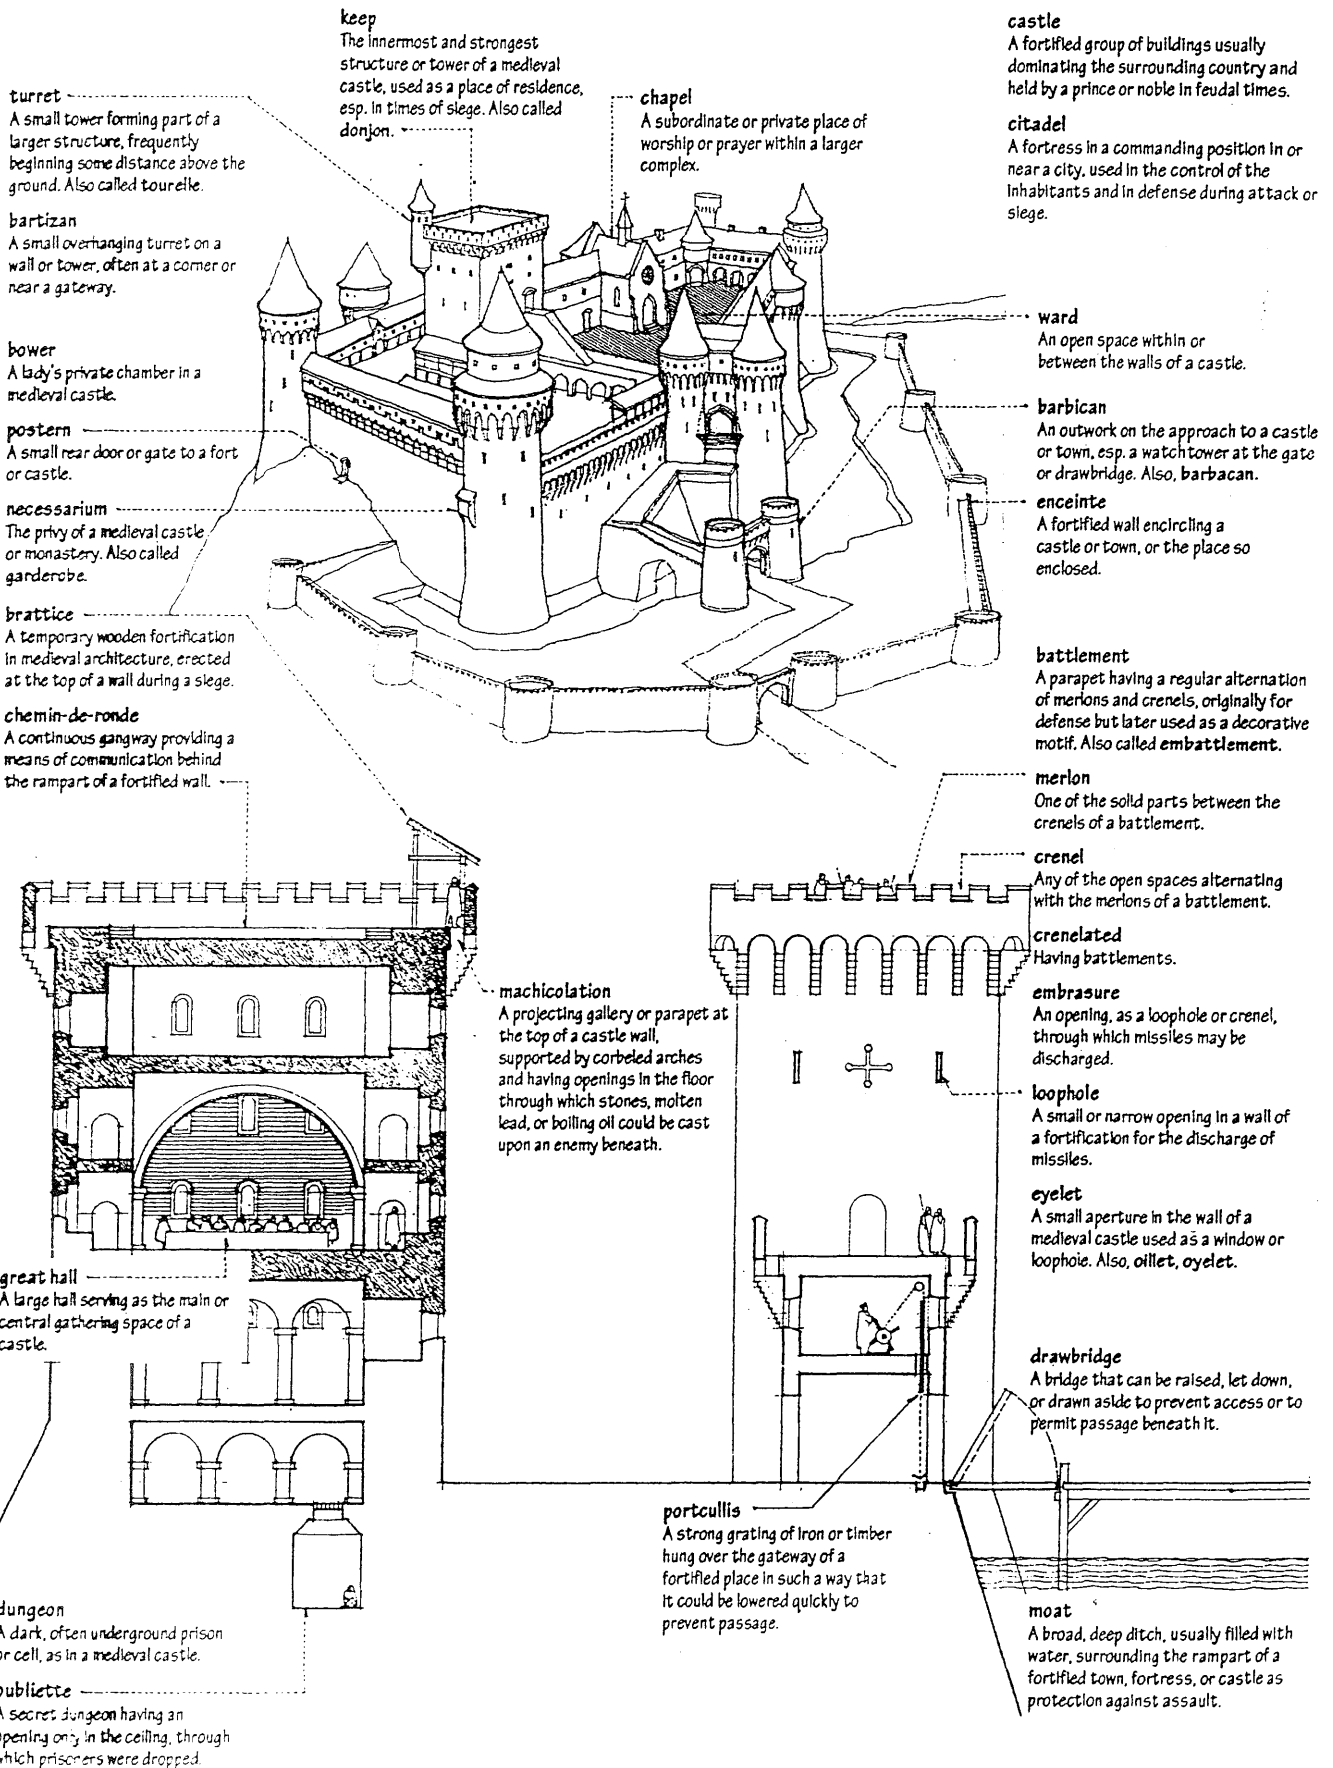 keep
The innermost and strongest
structure or tower of a medieval
castle, used as a place of residence,
esp. in times of siege. Also called
donjon.
turret
A small tower forming part of a
larger structure, frequently
beginning some distance above the
ground. Also called tourelle.
bartizan
A small overhanging turret on a
wall or tower, often at a corner or
near a gateway.
bower
A lady's private chamber in a
medieval castle.
postern
A small rear door or gate to a fort
or castle.
necessarium
The privy of a medieval castle
or monastery. Also called
garderobe.
brattice
A temporary wooden fortification
in medieval architecture, erected
at the top of a wall during a siege.
chemin-de-ronde
A continuous gangway providing a
means of communication behind
the rampart of a fortified wall.
chapel
A subordinate or private place of
worship or prayer within a larger
complex.
castle
A fortified group of buildings usually
dominating the surrounding country and
held by a prince or noble in feudal times.
citadel
A fortress in a commanding position in or
near a city, used in the control of the
inhabitants and in defense during attack or
siege.
ward
An open space within or
between the walls of a castle.
barbican
An outwork on the approach to a castle
or town, esp. a watchtower at the gate
or drawbridge. Also, barbacan.
enceinte
A fortified wall encircling a
castle or town, or the place so
enclosed.
battlement
A parapet having a regular alternation
of merlons and crenels, originally for
defense but later used as a decorative
motif. Also called embattlement.
merlon
One of the solid parts between the
crenels of a battlement.
crenel
Any of the open spaces alternating
with the merlons of a battlement.
crenelated
Having battlements.
embrasure
An opening, as a loophole or crenel,
through which missiles may be
discharged.
loophole
A small or narrow opening in a wall of
a fortification for the discharge of
missiles.
eyelet
A small aperture in the wall of a
medieval castle used as a window or
loophole. Also, oillet, oyelet.
machicolation
A projecting gallery or parapet at
the top of a castle wall,
supported by corbeled arches
and having openings in the floor
through which stones, molten
lead, or boiling oil could be cast
upon an enemy beneath.
great hall
A large hall serving as the main or
central gathering space of a
castle.
drawbridge
A bridge that can be raised, let down,
or drawn aside to prevent access or to
permit passage beneath it.
portcullis
A strong grating of iron or timber
hung over the gateway of a
fortified place in such a way that
it could be lowered quickly to
prevent passage.
moat
A broad, deep ditch, usually filled with
water, surrounding the rampart of a
fortified town, fortress, or castle as
protection against assault.
dungeon
A dark, often underground prison
or cell, as in a medieval castle.
oubliette
A secret dungeon having an
opening only in the ceiling, through
which prisoners were dropped.